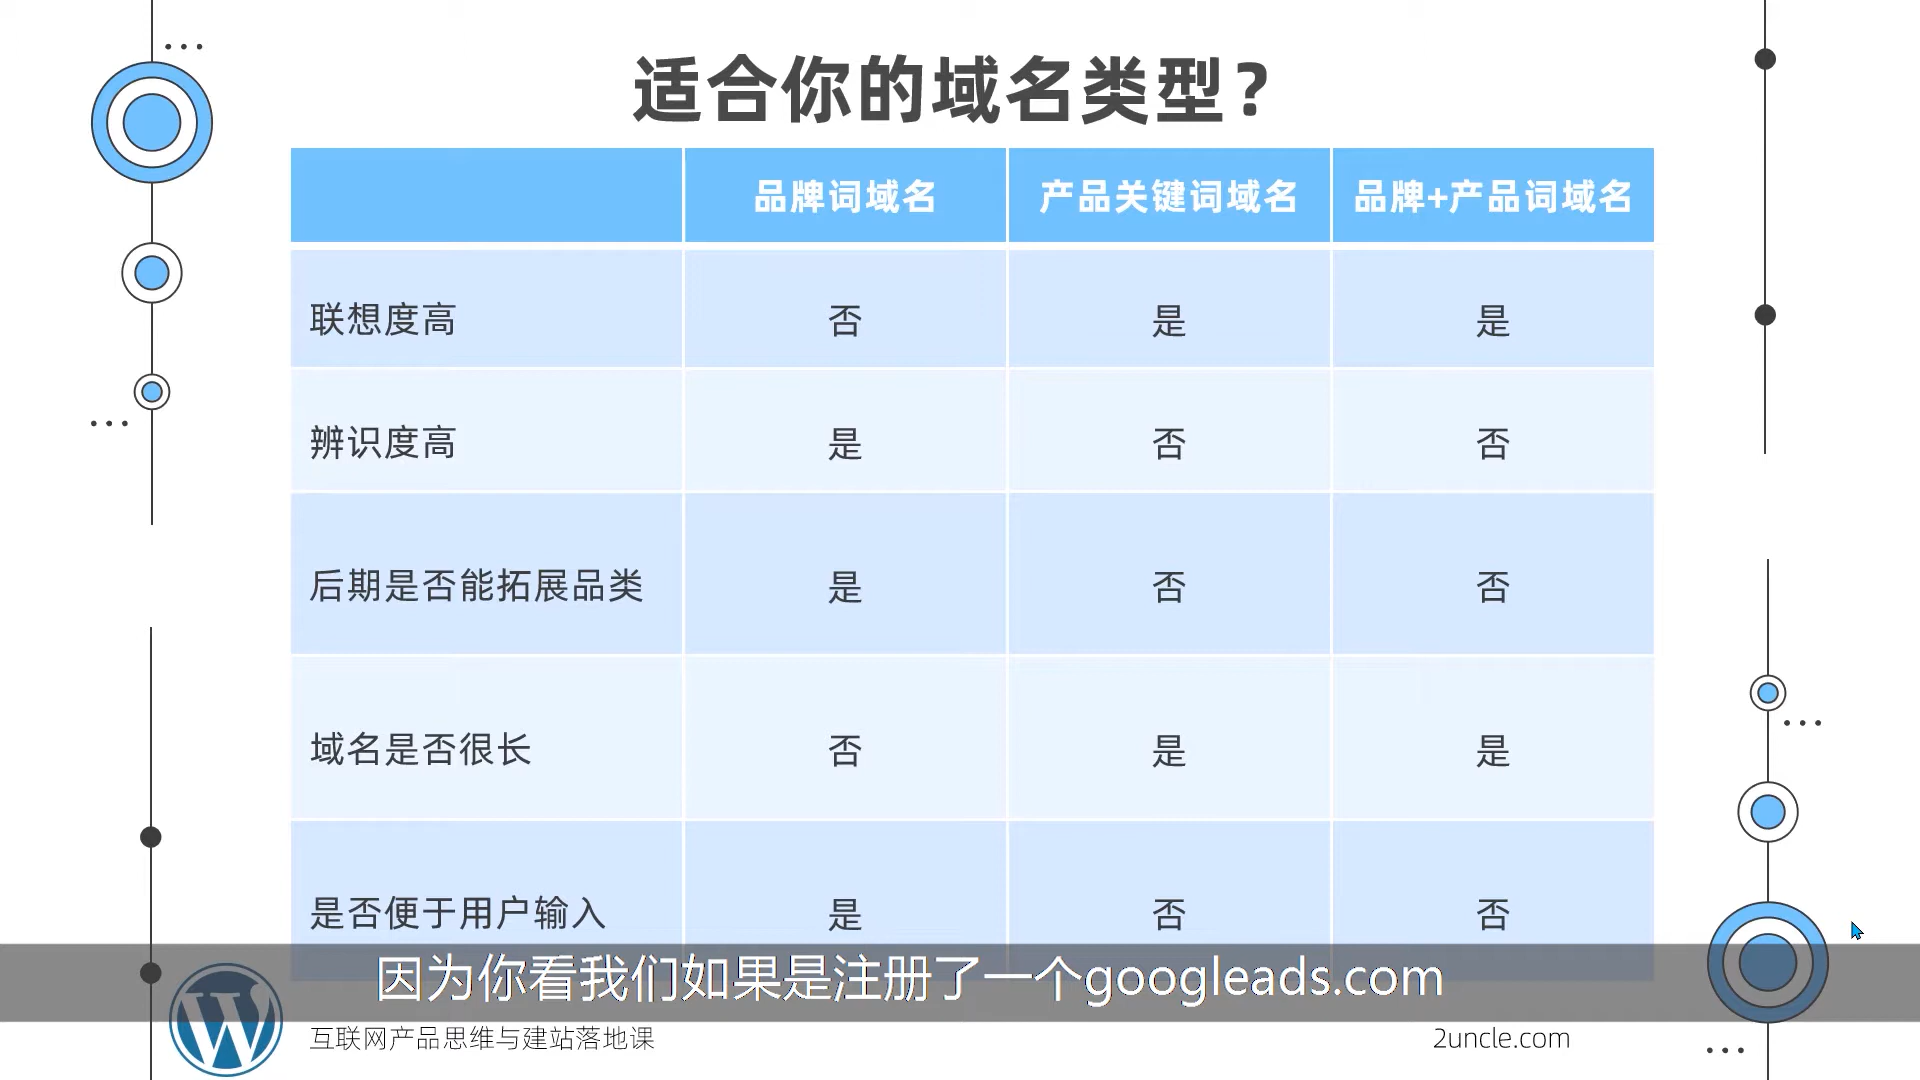 适合你的域名类型？
品牌词域名 产品关键词域名 品牌+产品词域名
联想度高 否 是 是
辨识度高 是 否 否
后期是否能拓展品类 是 否 否
域名是否很长 否 是 是
是否便于用户输入 是 否 否
因为你看我们如果是注册了一个googleads.com
互联网产品思维与建站落地课 2uncle.com